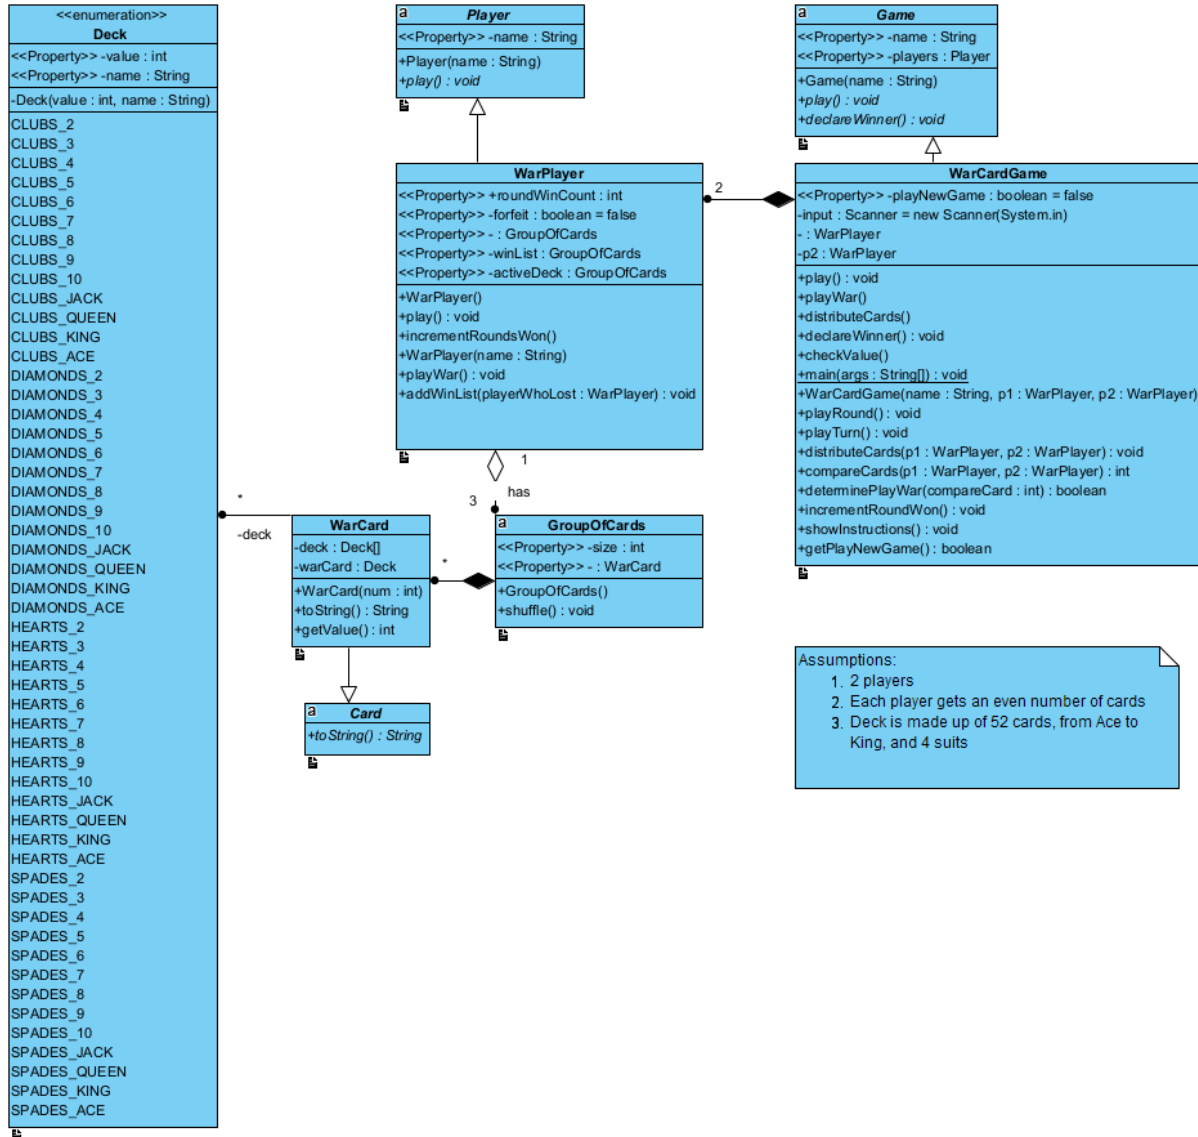 <<enumeration>>
Deck
<<Property>> -value : int
<<Property>> -name : String
-Deck(value : int, name : String)
CLUBS_2
CLUBS_3
CLUBS_4
CLUBS_5
CLUBS_6
CLUBS_7
CLUBS_8
CLUBS_9
CLUBS_10
CLUBS_JACK
CLUBS_QUEEN
CLUBS_KING
CLUBS_ACE
DIAMONDS_2
DIAMONDS_3
DIAMONDS_4
DIAMONDS_5
DIAMONDS_6
DIAMONDS_7
DIAMONDS_8
DIAMONDS_9
DIAMONDS_10
DIAMONDS_JACK
DIAMONDS_QUEEN
DIAMONDS_KING
DIAMONDS_ACE
HEARTS_2
HEARTS_3
HEARTS_4
HEARTS_5
HEARTS_6
HEARTS_7
HEARTS_8
HEARTS_9
HEARTS_10
HEARTS_JACK
HEARTS_QUEEN
HEARTS_KING
HEARTS_ACE
SPADES_2
SPADES_3
SPADES_4
SPADES_5
SPADES_6
SPADES_7
SPADES_8
SPADES_9
SPADES_10
SPADES_JACK
SPADES_QUEEN
SPADES_KING
SPADES_ACE
a
Player
<<Property>> -name : String
+Player(name : String)
+play() : void
a
Game
<<Property>> -name : String
<<Property>> -players : Player
+Game(name : String)
+play() : void
+declareWinner() : void
WarPlayer
<<Property>> +roundWinCount : int
<<Property>> -forfeit : boolean = false
<<Property>> - : GroupOfCards
<<Property>> -winList : GroupOfCards
<<Property>> -activeDeck : GroupOfCards
+WarPlayer()
+play() : void
+incrementRoundsWon()
+WarPlayer(name : String)
+playWar() : void
+addWinList(playerWhoLost : WarPlayer) : void
2
WarCardGame
<<Property>> -playNewGame : boolean = false
-input : Scanner = new Scanner(System.in)
- : WarPlayer
-p2 : WarPlayer
+play() : void
+playWar()
+distributeCards()
+declareWinner() : void
+checkValue()
+main(args : String[]) : void
+WarCardGame(name : String, p1 : WarPlayer, p2 : WarPlayer)
+playRound() : void
+playTurn() : void
+distributeCards(p1 : WarPlayer, p2 : WarPlayer) : void
+compareCards(p1 : WarPlayer, p2 : WarPlayer) : int
+determinePlayWar(compareCard : int) : boolean
+incrementRoundWon() : void
+showInstructions() : void
+getPlayNewGame() : boolean
1
has
3
*
-deck
WarCard
-deck : Deck[]
-warCard : Deck
+WarCard(num : int)
+toString() : String
+getValue() : int
*
a
GroupOfCards
<<Property>> -size : int
<<Property>> - : WarCard
+GroupOfCards()
+shuffle() : void
a
Card
+toString() : String
Assumptions:
1. 2 players
2. Each player gets an even number of cards
3. Deck is made up of 52 cards, from Ace to
King, and 4 suits